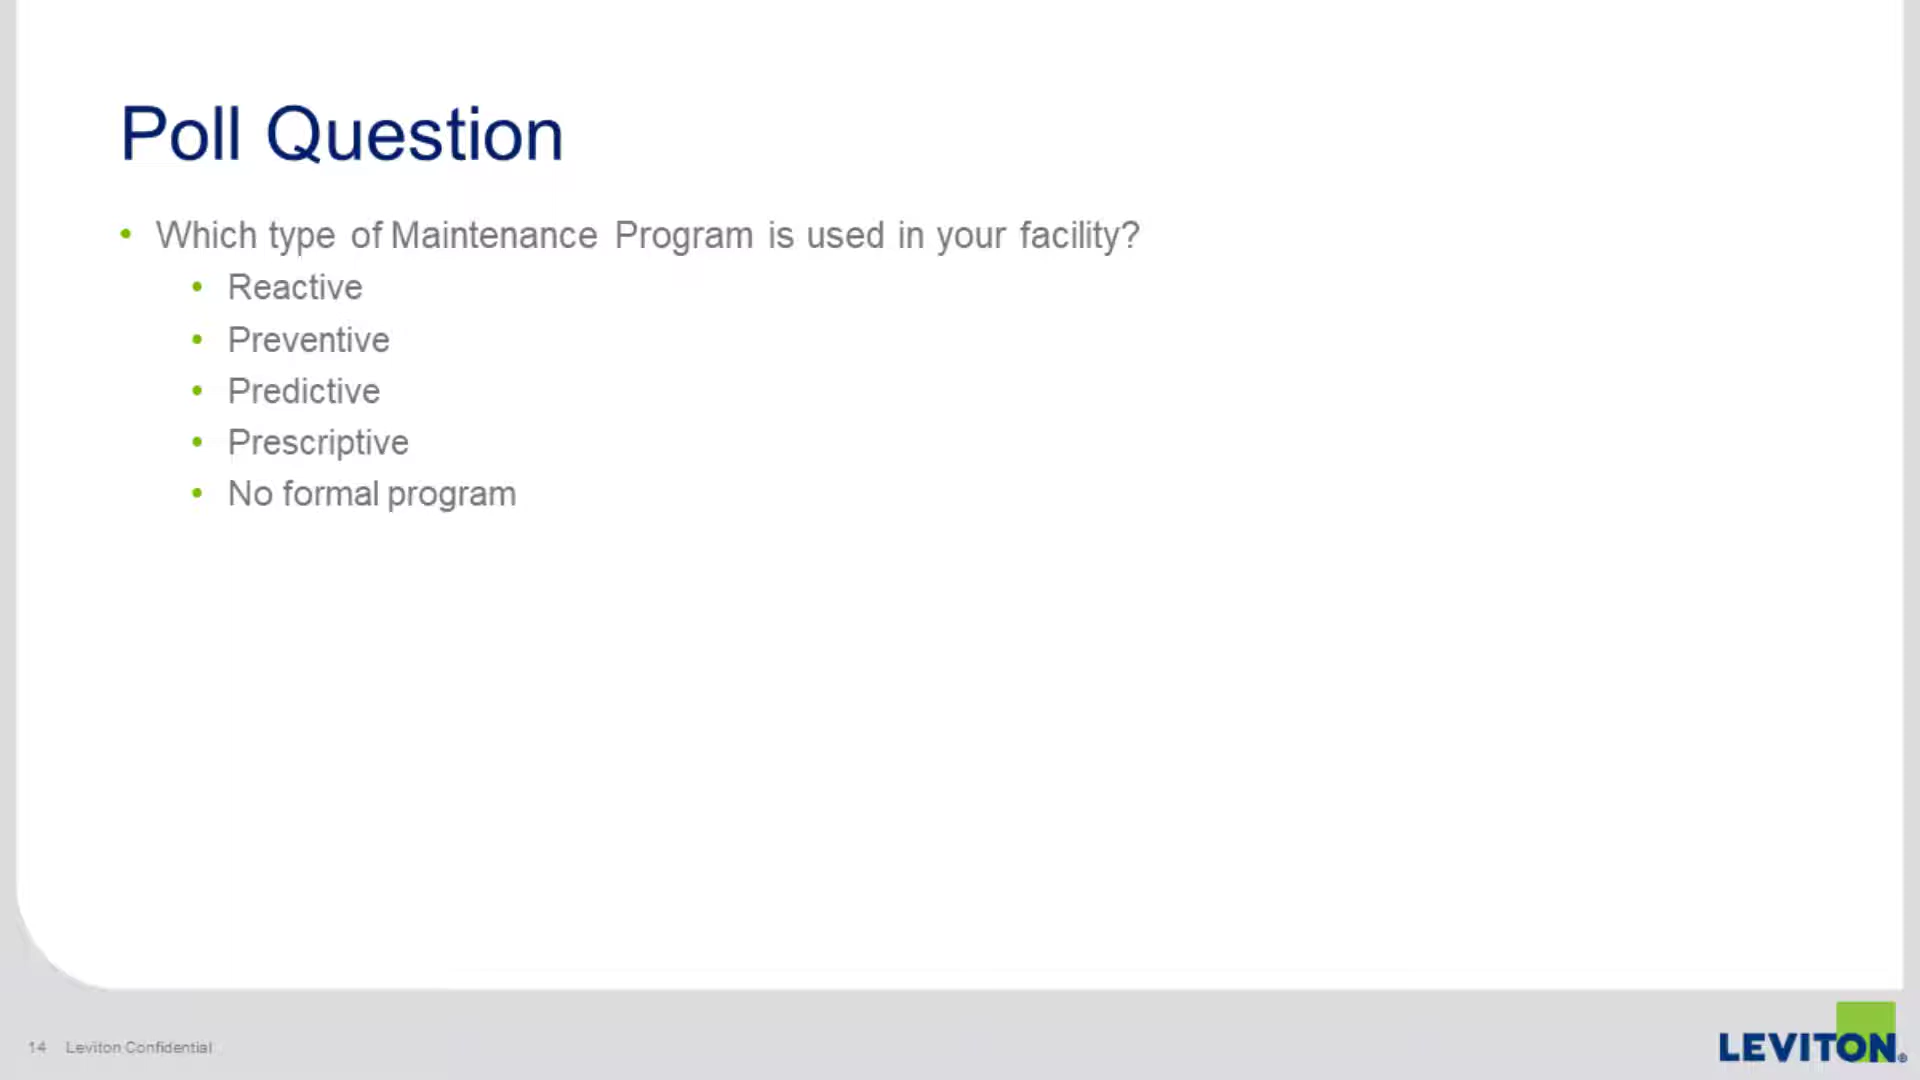 Poll Question
• Which type of Maintenance Program is used in your facility?
• Reactive
• Preventive
• Predictive
• Prescriptive
• No formal program
14 Leviton Confidential
LEVITON®